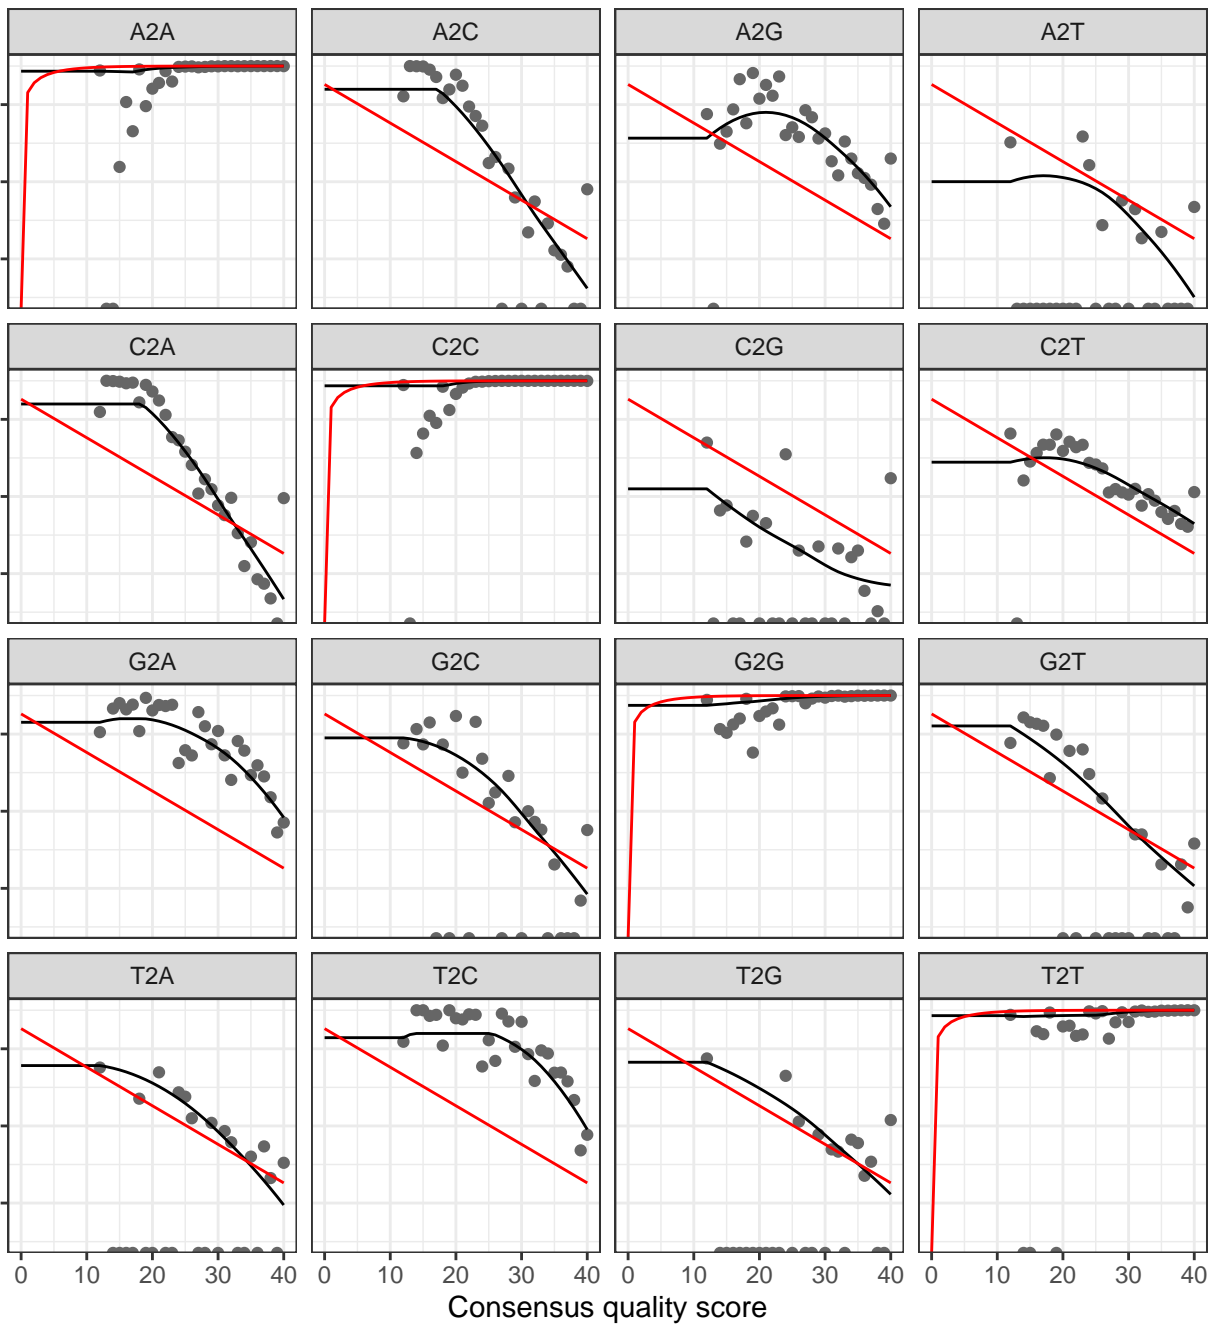 A2A A2C A2G A2T
C2A C2C C2G C2T
G2A G2C G2G G2T
T2A T2C T2G T2T
0 10 20 30 40 0 10 20 30 40 0 10 20 30 40 0 10 20 30 40
Consensus quality score